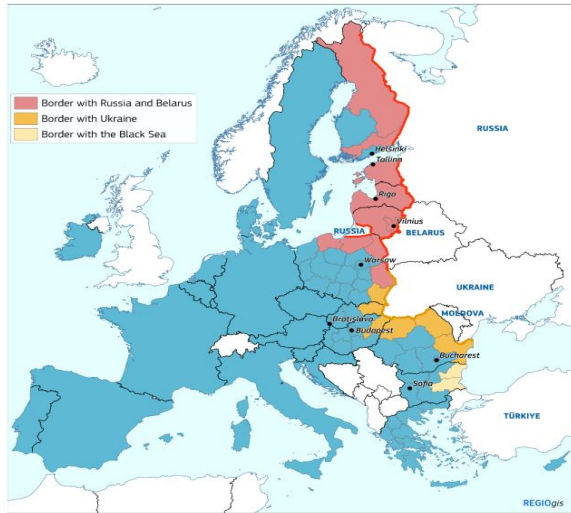 Border with Russia and Belarus
Border with Ukraine
Border with the Black Sea
RUSSIA
Helsinki
Tallinn
Riga
Vilnius
RUSSIA
BELARUS
Warsaw
UKRAINE
MOLDOVA
Bratislava
Budapest
Bucharest
Sofia
TÜRKIYE
REGIOgis